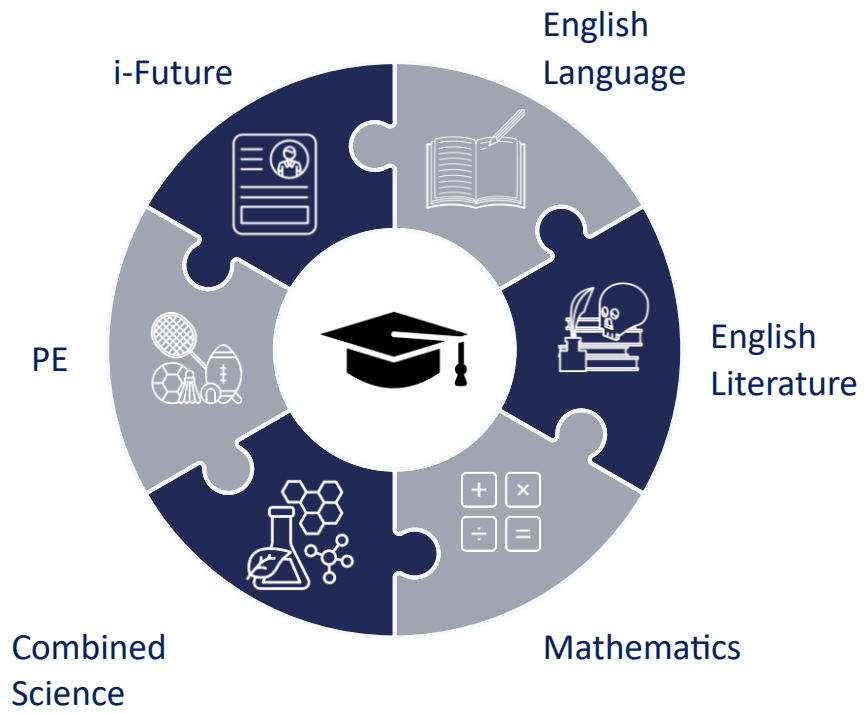 English
Language
i-Future
English
Literature
PE
Combined
Science
Mathematics
+ ×
÷ =